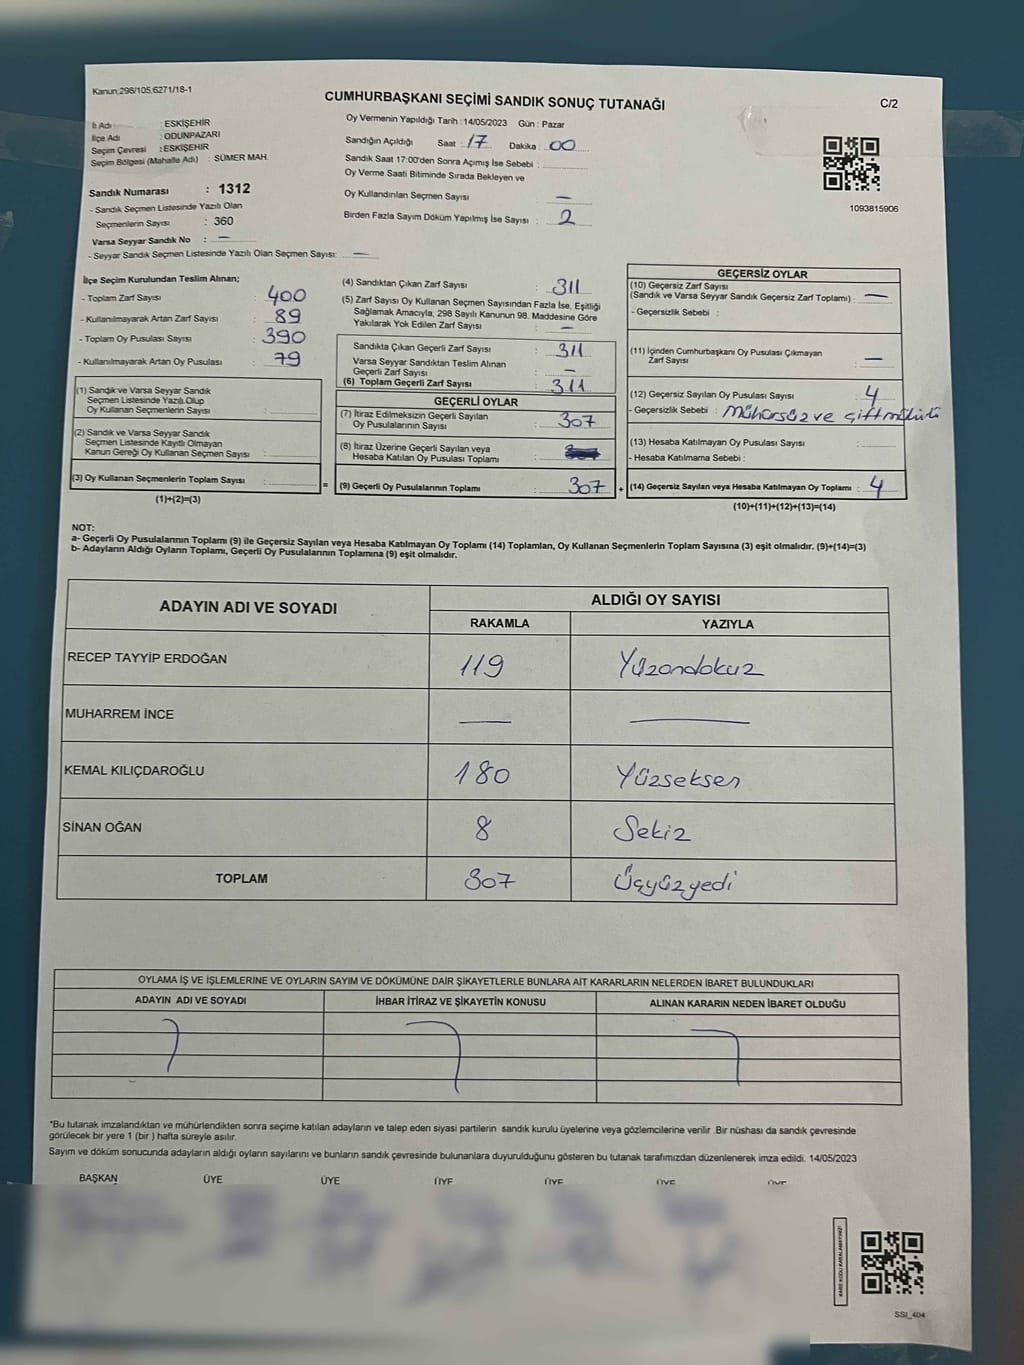 Kanun:298/105;6271/18-1
CUMHURBAŞKANI SEÇİMİ SANDIK SONUÇ TUTANAĞI
C/2
İl Adı : ESKİŞEHİR
İlçe Adı : ODUNPAZARI
Seçim Çevresi : ESKİŞEHİR
Seçim Bölgesi (Mahalle Adı) : SÜMER MAH.
Sandık Numarası : 1312
- Sandık Seçmen Listesinde Yazılı Olan
Seçmenlerin Sayısı : 360
Varsa Seyyar Sandık No : —
- Seyyar Sandık Seçmen Listesinde Yazılı Olan Seçmen Sayısı: —
Oy Vermenin Yapıldığı Tarih : 14/05/2023 Gün : Pazar
Sandığın Açıldığı Saat : 17 Dakika : 00
Sandık Saat 17:00'den Sonra Açımış İse Sebebi :
Oy Verme Saati Bitiminde Sırada Bekleyen ve
Oy Kullandırılan Seçmen Sayısı : —
Birden Fazla Sayım Döküm Yapılmış İse Sayısı : 2
1093815906
İlçe Seçim Kurulundan Teslim Alınan;
- Toplam Zarf Sayısı : 400
- Kullanılmayarak Artan Zarf Sayısı : 89
- Toplam Oy Pusulası Sayısı : 390
- Kullanılmayarak Artan Oy Pusulası : 79
(1) Sandık ve Varsa Seyyar Sandık
Seçmen Listesinde Yazılı Olup
Oy Kullanan Seçmenlerin Sayısı :
(2) Sandık ve Varsa Seyyar Sandık
Seçmen Listesinde Kayıtlı Olmayan
Kanun Gereği Oy Kullanan Seçmen Sayısı :
(3) Oy Kullanan Seçmenlerin Toplam Sayısı : =
(1)+(2)=(3)
(4) Sandıktan Çıkan Zarf Sayısı : 311
(5) Zarf Sayısı Oy Kullanan Seçmen Sayısından Fazla İse, Eşitliği
Sağlamak Amacıyla, 298 Sayılı Kanunun 98. Maddesine Göre
Yakılarak Yok Edilen Zarf Sayısı : —
Sandıkta Çıkan Geçerli Zarf Sayısı : 311
Varsa Seyyar Sandıktan Teslim Alınan
Geçerli Zarf Sayısı : —
(6) Toplam Geçerli Zarf Sayısı : 311
GEÇERLİ OYLAR
(7) İtiraz Edilmeksizin Geçerli Sayılan
Oy Pusulalarının Sayısı : 307
(8) İtiraz Üzerine Geçerli Sayılan veya
Hesaba Katılan Oy Pusulası Toplamı :
(9) Geçerli Oy Pusulalarının Toplamı : 307 +
GEÇERSİZ OYLAR
(10) Geçersiz Zarf Sayısı
(Sandık ve Varsa Seyyar Sandık Geçersiz Zarf Toplamı) : —
- Geçersizlik Sebebi :
(11) İçinden Cumhurbaşkanı Oy Pusulası Çıkmayan
Zarf Sayısı : —
(12) Geçersiz Sayılan Oy Pusulası Sayısı : 4
- Geçersizlik Sebebi : Mühürsüz ve çift mühürlü
(13) Hesaba Katılmayan Oy Pusulası Sayısı :
- Hesaba Katılmama Sebebi :
(14) Geçersiz Sayılan veya Hesaba Katılmayan Oy Toplamı : 4
(10)+(11)+(12)+(13)=(14)
NOT:
a- Geçerli Oy Pusulalarının Toplamı (9) ile Geçersiz Sayılan veya Hesaba Katılmayan Oy Toplamı (14) Toplamları, Oy Kullanan Seçmenlerin Toplam Sayısına (3) eşit olmalıdır. (9)+(14)=(3)
b- Adayların Aldığı Oyların Toplamı, Geçerli Oy Pusulalarının Toplamına (9) eşit olmalıdır.
ADAYIN ADI VE SOYADI ALDIĞI OY SAYISI
RAKAMLA YAZIYLA
RECEP TAYYİP ERDOĞAN 119 Yüzondokuz
MUHARREM İNCE — —
KEMAL KILIÇDAROĞLU 180 Yüzseksen
SİNAN OĞAN 8 Sekiz
TOPLAM 307 Üçyüzyedi
OYLAMA İŞ VE İŞLEMLERİNE VE OYLARIN SAYIM VE DÖKÜMÜNE DAİR ŞİKAYETLERLE BUNLARA AİT KARARLARIN NELERDEN İBARET BULUNDUKLARI
ADAYIN ADI VE SOYADI İHBAR İTİRAZ VE ŞİKAYETİN KONUSU ALINAN KARARIN NEDEN İBARET OLDUĞU
*Bu tutanak imzalandıktan ve mühürlendikten sonra seçime katılan adayların ve talep eden siyasi partilerin sandık kurulu üyelerine veya gözlemcilerine verilir. Bir nüshası da sandık çevresinde
görülecek bir yere 1 (bir ) hafta süreyle asılır.
Sayım ve döküm sonucunda adayların aldığı oyların sayılarını ve bunların sandık çevresinde bulunanlara duyurulduğunu gösteren bu tutanak tarafımızdan düzenlenerek imza edildi. 14/05/2023
BAŞKAN ÜYE ÜYE ÜYE ÜYE ÜYE ÜYE
SSI_404